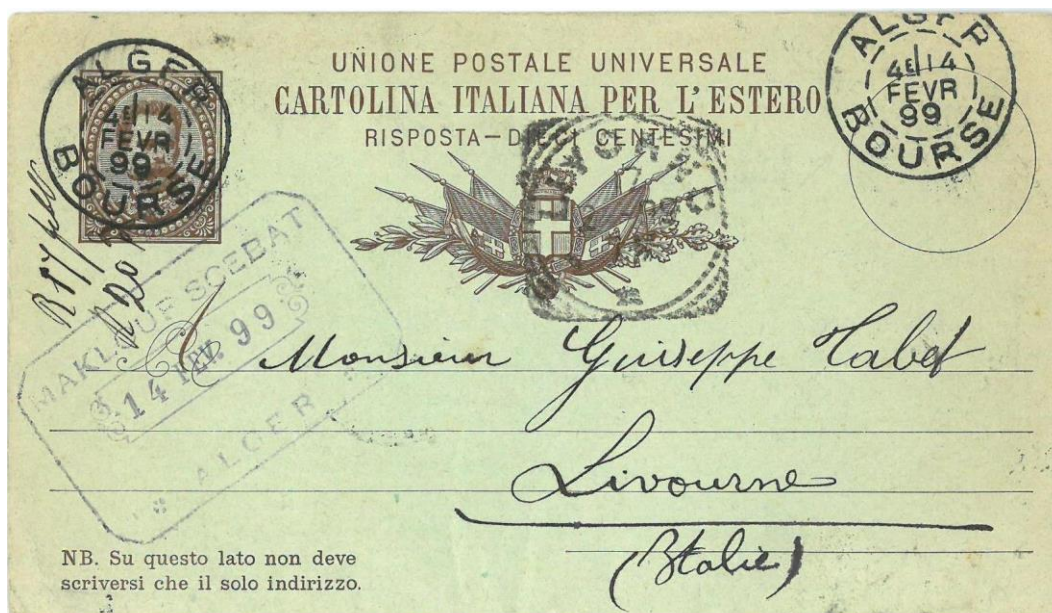 UNIONE POSTALE UNIVERSALE
CARTOLINA ITALIANA PER L'ESTERO
RISPOSTA—DIECI CENTESIMI
ALGER
4E 14
FEVR
99
BOURSE
ALGER
4E 14
FEVR
99
BOURSE
SCEBAT
14 FEV. 99
ALGER
A Monsieur Guiseppe Tabet
Livourne
(Italie)
NB. Su questo lato non deve
scriversi che il solo indirizzo.